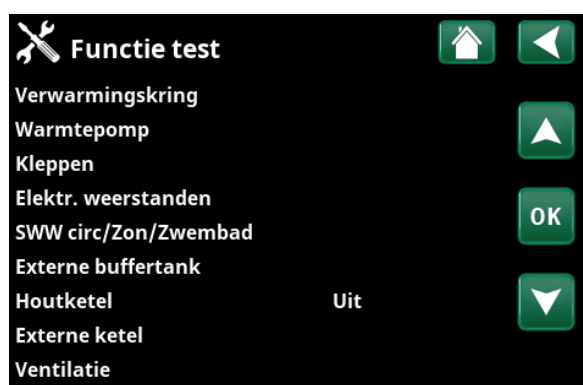 Functie test
Verwarmingskring
Warmtepomp
Kleppen
Elektr. weerstanden
OK
SWW circ/Zon/Zwembad
Externe buffertank
Houtketel Uit
Externe ketel
Ventilatie